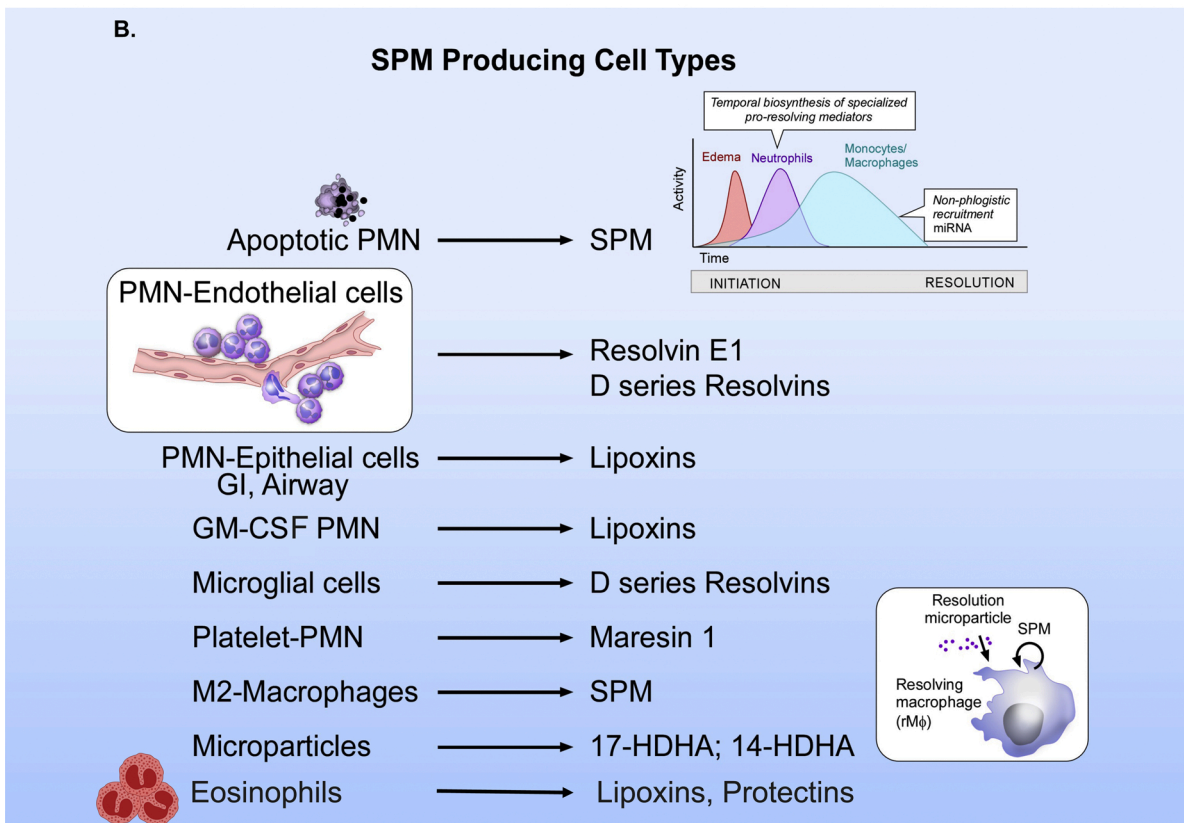 B.
SPM Producing Cell Types
Temporal biosynthesis of specialized
pro-resolving mediators
Edema
Neutrophils
Monocytes/
Macrophages
Activity
Non-phlogistic
recruitment
miRNA
Time
INITIATION
RESOLUTION
Apoptotic PMN
SPM
PMN-Endothelial cells
Resolvin E1
D series Resolvins
PMN-Epithelial cells
GI, Airway
Lipoxins
GM-CSF PMN
Lipoxins
Microglial cells
D series Resolvins
Platelet-PMN
Maresin 1
M2-Macrophages
SPM
Microparticles
17-HDHA; 14-HDHA
Eosinophils
Lipoxins, Protectins
Resolution
microparticle
SPM
Resolving
macrophage
(rMϕ)